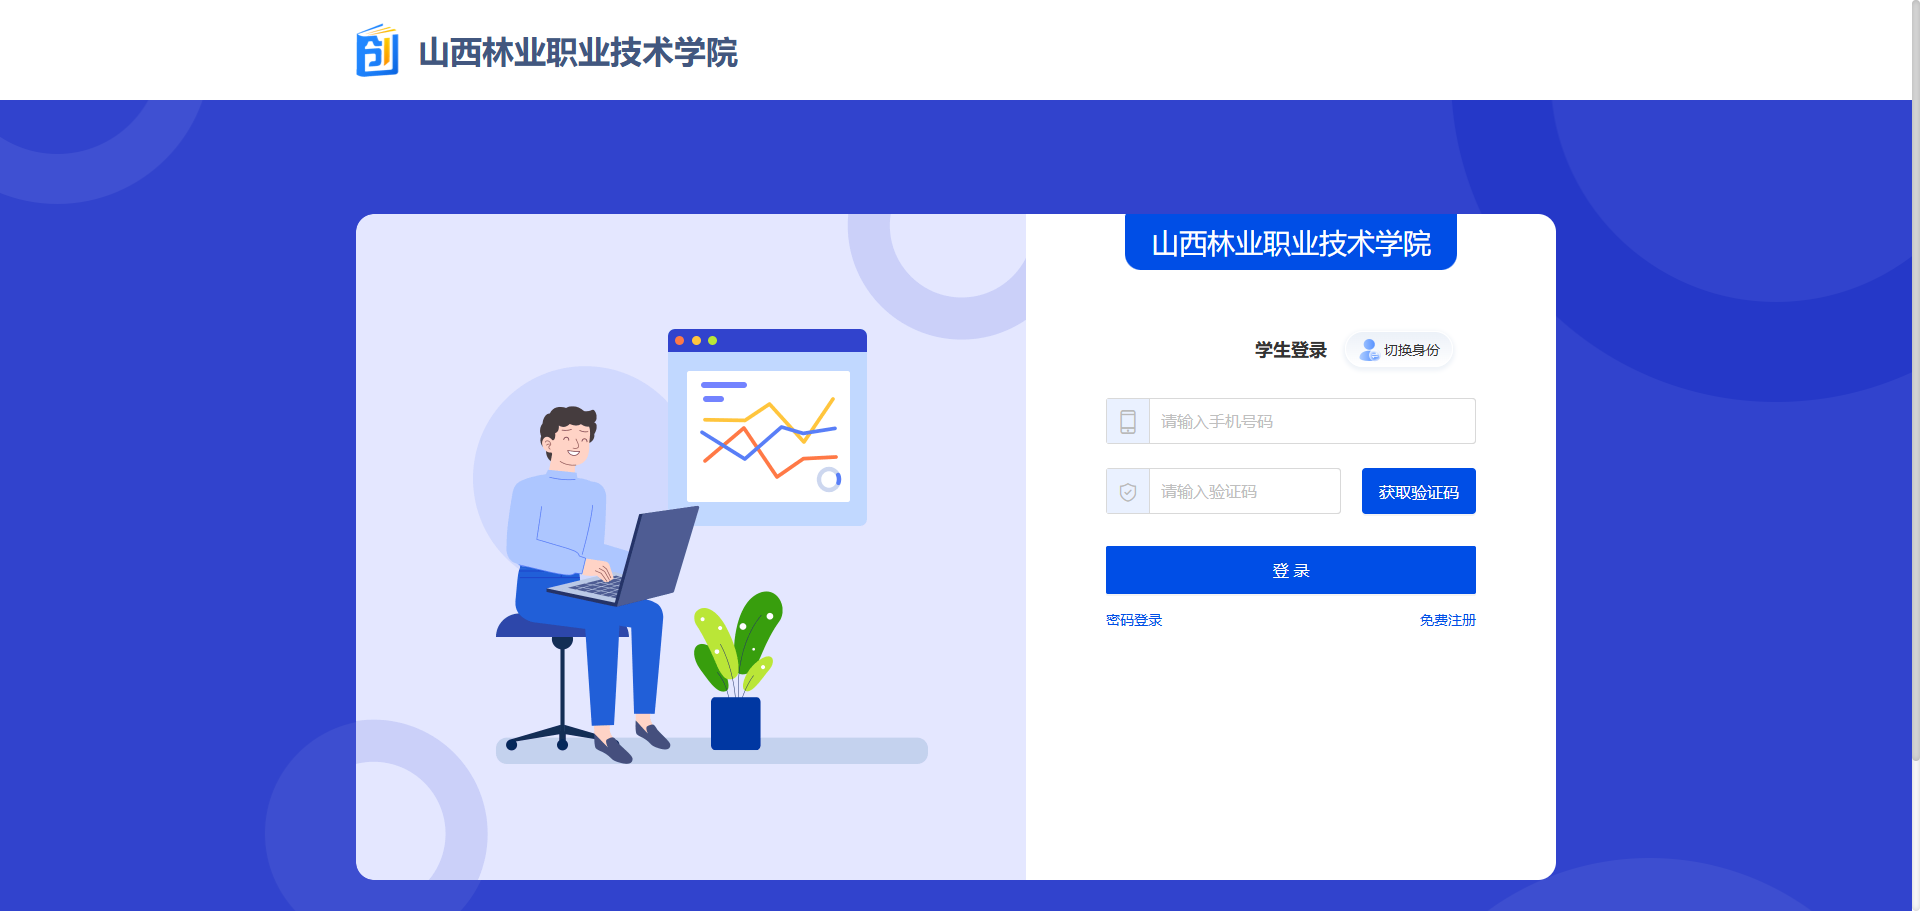 创
山西林业职业技术学院
山西林业职业技术学院
学生登录
切换身份
请输入手机号码
请输入验证码
获取验证码
登 录
密码登录
免费注册